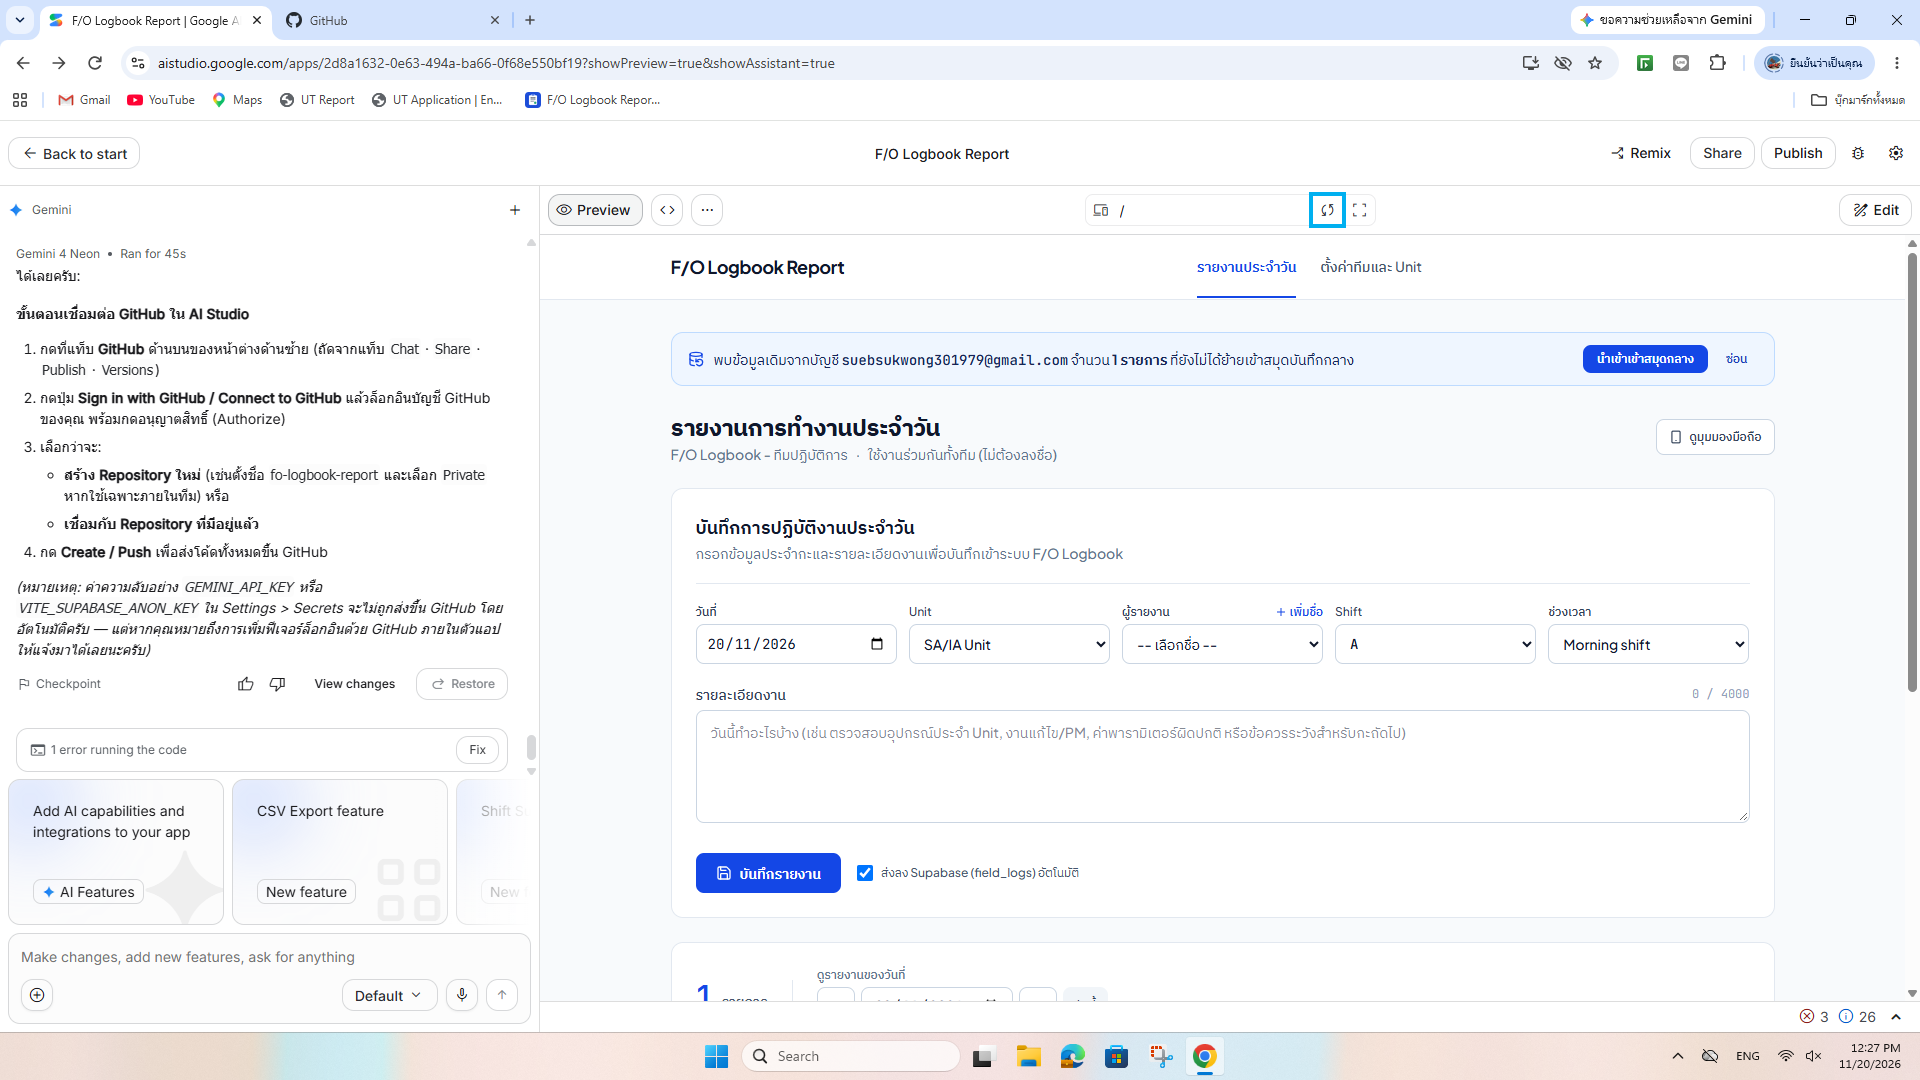 F/O Logbook Report | Google A
GitHub
ขอความช่วยเหลือจาก Gemini
aistudio.google.com/apps/2d8a1632-0e63-494a-ba66-0f68e550bf19?showPreview=true&showAssistant=true
ยืนยันว่าเป็นคุณ
Gmail
YouTube
Maps
UT Report
UT Application | En...
F/O Logbook Repor...
บุ๊กมาร์กทั้งหมด
Back to start
F/O Logbook Report
Remix
Share
Publish
Gemini
Preview
/
Edit
Gemini 4 Neon • Ran for 45s
ได้เลยครับ:
ขั้นตอนเชื่อมต่อ GitHub ใน AI Studio
1. กดที่แท็บ GitHub ด้านบนของหน้าต่างด้านซ้าย (ถัดจากแท็บ Chat · Share ·
Publish · Versions)
2. กดปุ่ม Sign in with GitHub / Connect to GitHub แล้วล็อกอินบัญชี GitHub
ของคุณ พร้อมกดอนุญาตสิทธิ์ (Authorize)
3. เลือกว่าจะ:
สร้าง Repository ใหม่ (เช่นตั้งชื่อ fo-logbook-report และเลือก Private
หากใช้เฉพาะภายในทีม) หรือ
เชื่อมกับ Repository ที่มีอยู่แล้ว
4. กด Create / Push เพื่อส่งโค้ดทั้งหมดขึ้น GitHub
(หมายเหตุ: ค่าความลับอย่าง GEMINI_API_KEY หรือ
VITE_SUPABASE_ANON_KEY ใน Settings > Secrets จะไม่ถูกส่งขึ้น GitHub โดย
อัตโนมัติครับ — แต่หากคุณหมายถึงการเพิ่มฟีเจอร์ล็อกอินด้วย GitHub ภายในตัวแอป
ให้แจ้งมาได้เลยนะครับ)
Checkpoint
View changes
Restore
1 error running the code
Fix
Add AI capabilities and
integrations to your app
AI Features
CSV Export feature
New feature
Shift S
New
Make changes, add new features, ask for anything
Default
F/O Logbook Report
รายงานประจำวัน
ตั้งค่าทีมและ Unit
พบข้อมูลเดิมจากบัญชี suebsukwong301979@gmail.com จำนวน 1 รายการ ที่ยังไม่ได้ย้ายเข้าสมุดบันทึกกลาง
นำเข้าเข้าสมุดกลาง
ซ่อน
รายงานการทำงานประจำวัน
F/O Logbook - ทีมปฏิบัติการ · ใช้งานร่วมกันทั้งทีม (ไม่ต้องลงชื่อ)
ดูมุมมองมือถือ
บันทึกการปฏิบัติงานประจำวัน
กรอกข้อมูลประจำกะและรายละเอียดงานเพื่อบันทึกเข้าระบบ F/O Logbook
วันที่
Unit
ผู้รายงาน
+ เพิ่มชื่อ
Shift
ช่วงเวลา
20/11/2026
SA/IA Unit
-- เลือกชื่อ --
A
Morning shift
รายละเอียดงาน
0 / 4000
วันนี้ทำอะไรบ้าง (เช่น ตรวจสอบอุปกรณ์ประจำ Unit, งานแก้ไข/PM, ค่าพารามิเตอร์ผิดปกติ หรือข้อควรระวังสำหรับกะถัดไป)
บันทึกรายงาน
ส่งลง Supabase (field_logs) อัตโนมัติ
1
ดูรายงานของวันที่
3
26
Search
ENG
12:27 PM
11/20/2026